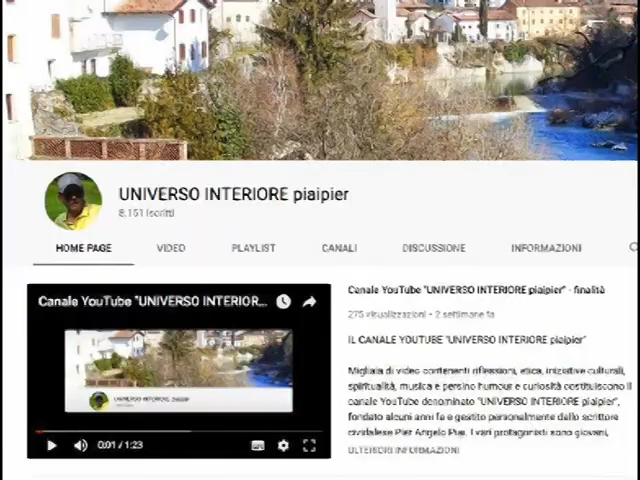 UNIVERSO INTERIORE piaipier
8.151 iscritti
HOME PAGE VIDEO PLAYLIST CANALI DISCUSSIONE INFORMAZIONI
Canale YouTube "UNIVERSO INTERIOR...
0:01 / 1:23
Canale YouTube "UNIVERSO INTERIORE piaipier" - finalità
275 visualizzazioni • 2 settimane fa
IL CANALE YOUTUBE "UNIVERSO INTERIORE piaipier"
Migliaia di video contenenti riflessioni, etica, iniziative culturali,
spiritualità, musica e persino humour e curiosità costituiscono il
canale YouTube denominato "UNIVERSO INTERIORE piaipier",
fondato alcuni anni fa e gestito personalmente dallo scrittore
cividalese Pier Angelo Piai. I vari protagonisti sono giovani,
ULTERIORI INFORMAZIONI